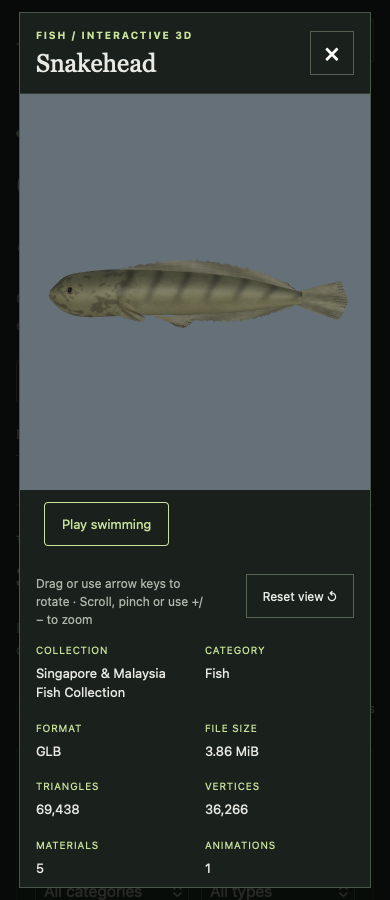 FISH / INTERACTIVE 3D
Snakehead
×
Play swimming
Drag or use arrow keys to
rotate · Scroll, pinch or use +/
− to zoom
Reset view ↺
COLLECTION
Singapore & Malaysia
Fish Collection
CATEGORY
Fish
FORMAT
GLB
FILE SIZE
3.86 MiB
TRIANGLES
69,438
VERTICES
36,266
MATERIALS
5
ANIMATIONS
1
All categories
All types